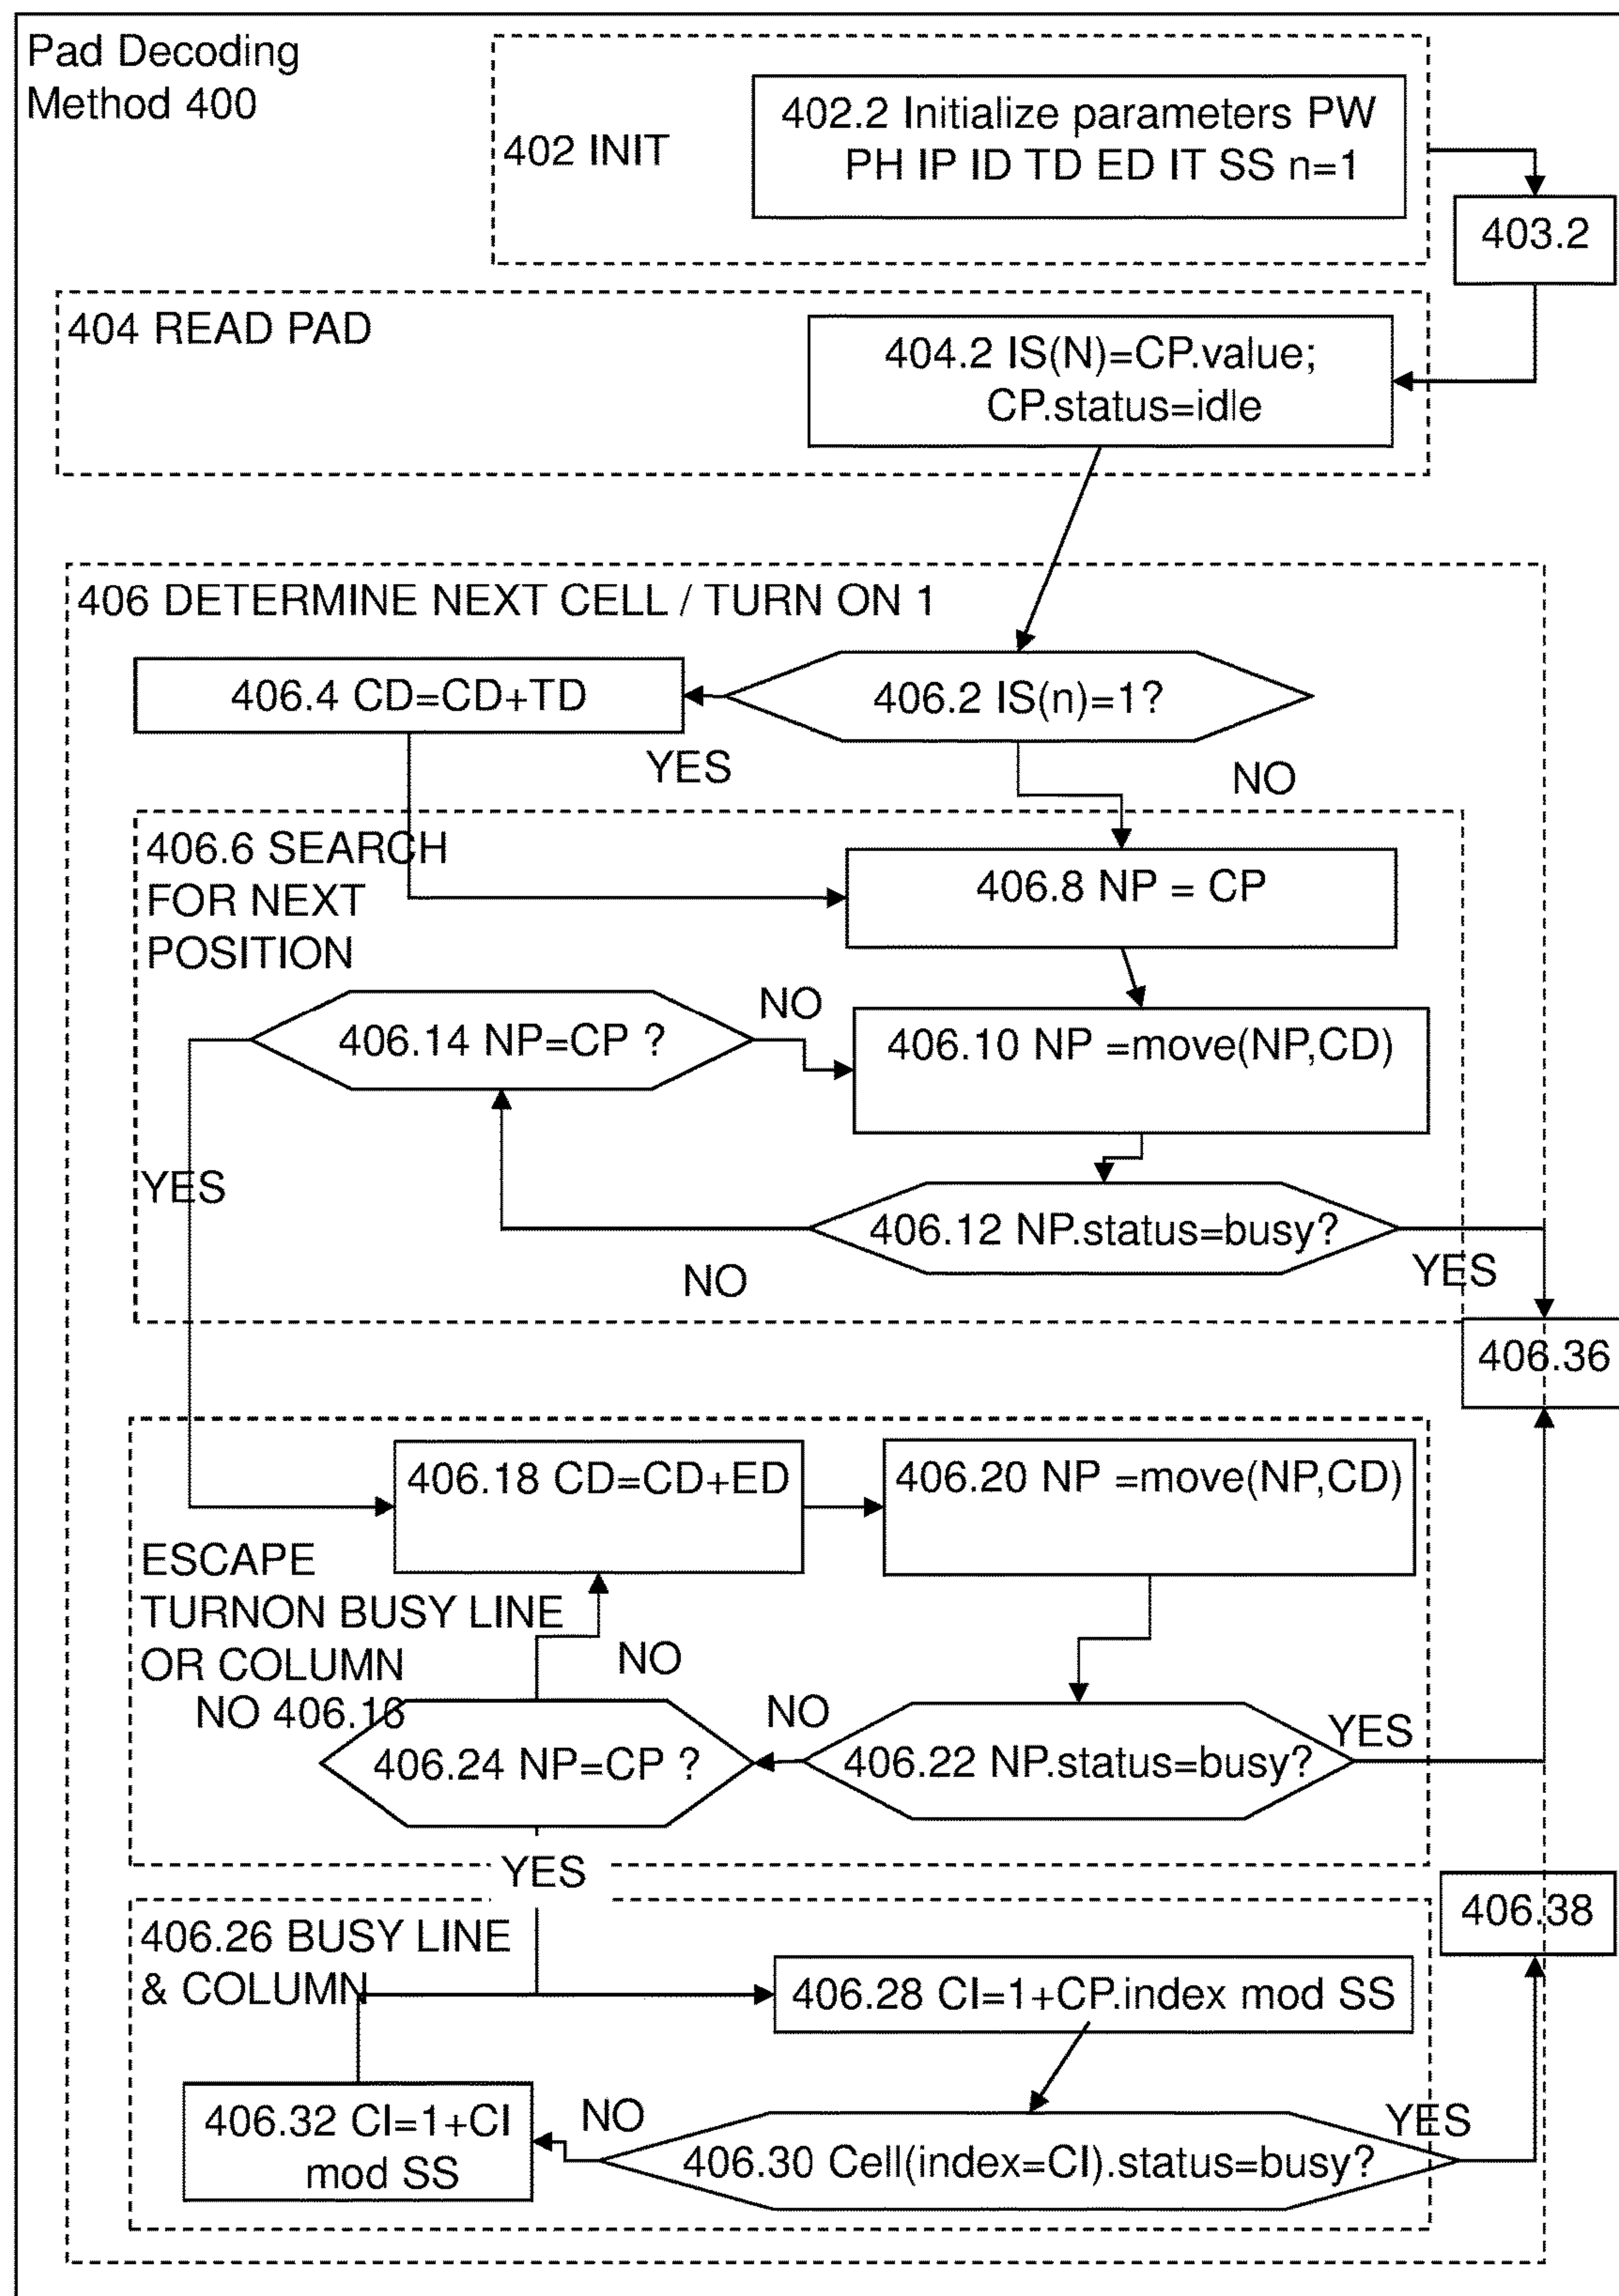 Pad Decoding
Method 400
402 INIT
402.2 Initialize parameters PW
PH IP ID TD ED IT SS n=1
403.2
404 READ PAD
404.2 IS(N)=CP.value;
CP.status=idle
406 DETERMINE NEXT CELL / TURN ON 1
406.4 CD=CD+TD
406.2 IS(n)=1?
YES
NO
406.6 SEARCH
FOR NEXT
POSITION
406.8 NP = CP
406.14 NP=CP ?
NO
406.10 NP =move(NP,CD)
YES
406.12 NP.status=busy?
NO
YES
406.36
406.18 CD=CD+ED
406.20 NP =move(NP,CD)
ESCAPE
TURNON BUSY LINE
OR COLUMN
NO 406.16
NO
406.24 NP=CP ?
NO
406.22 NP.status=busy?
YES
YES
406.26 BUSY LINE
& COLUMN
406.38
406.28 CI=1+CP.index mod SS
406.32 CI=1+CI
mod SS
NO
406.30 Cell(index=CI).status=busy?
YES